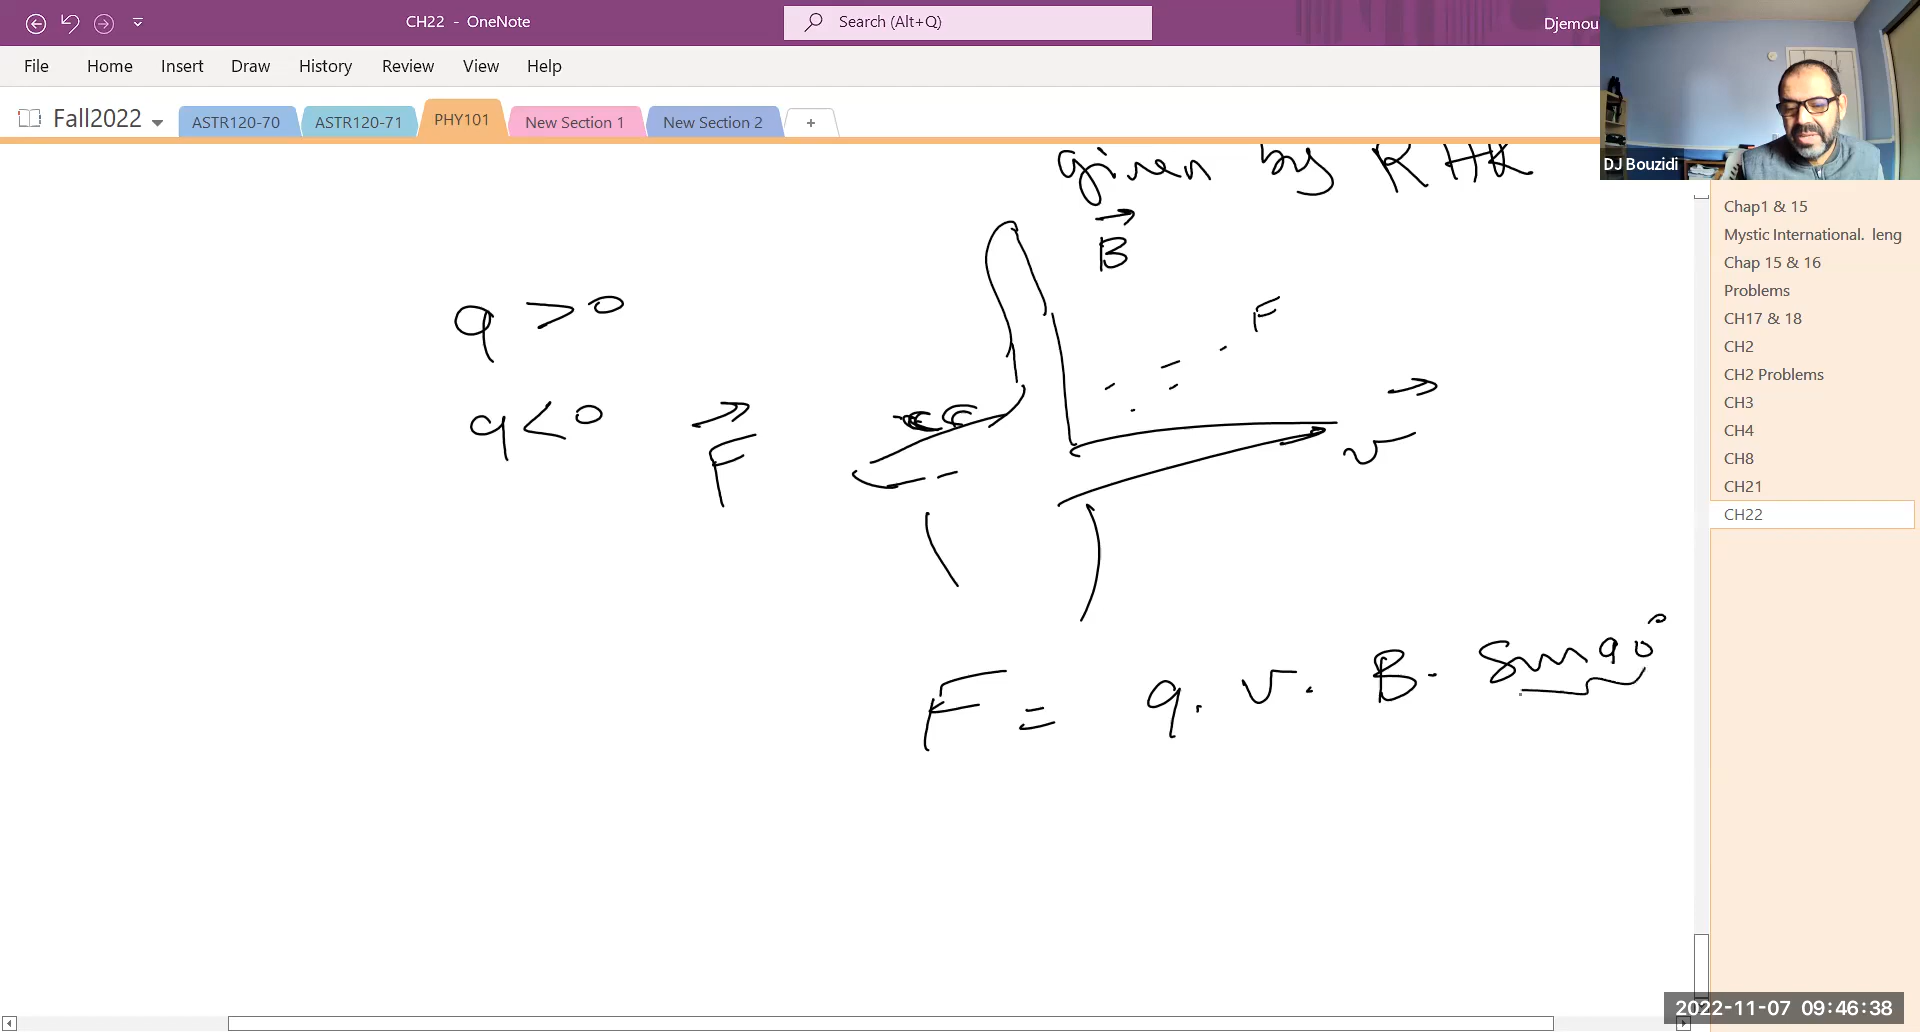 CH22 - OneNote
Search (Alt+Q)
Djemou
File Home Insert Draw History Review View Help
Fall2022
ASTR120-70
ASTR120-71
PHY101
New Section 1
New Section 2
+
DJ Bouzidi
given by RHR
B
q > 0
F
q < 0
F
v
F = q. v. B. sin 90°
Chap1 & 15
Mystic International. leng
Chap 15 & 16
Problems
CH17 & 18
CH2
CH2 Problems
CH3
CH4
CH8
CH21
CH22
2022-11-07 09:46:38